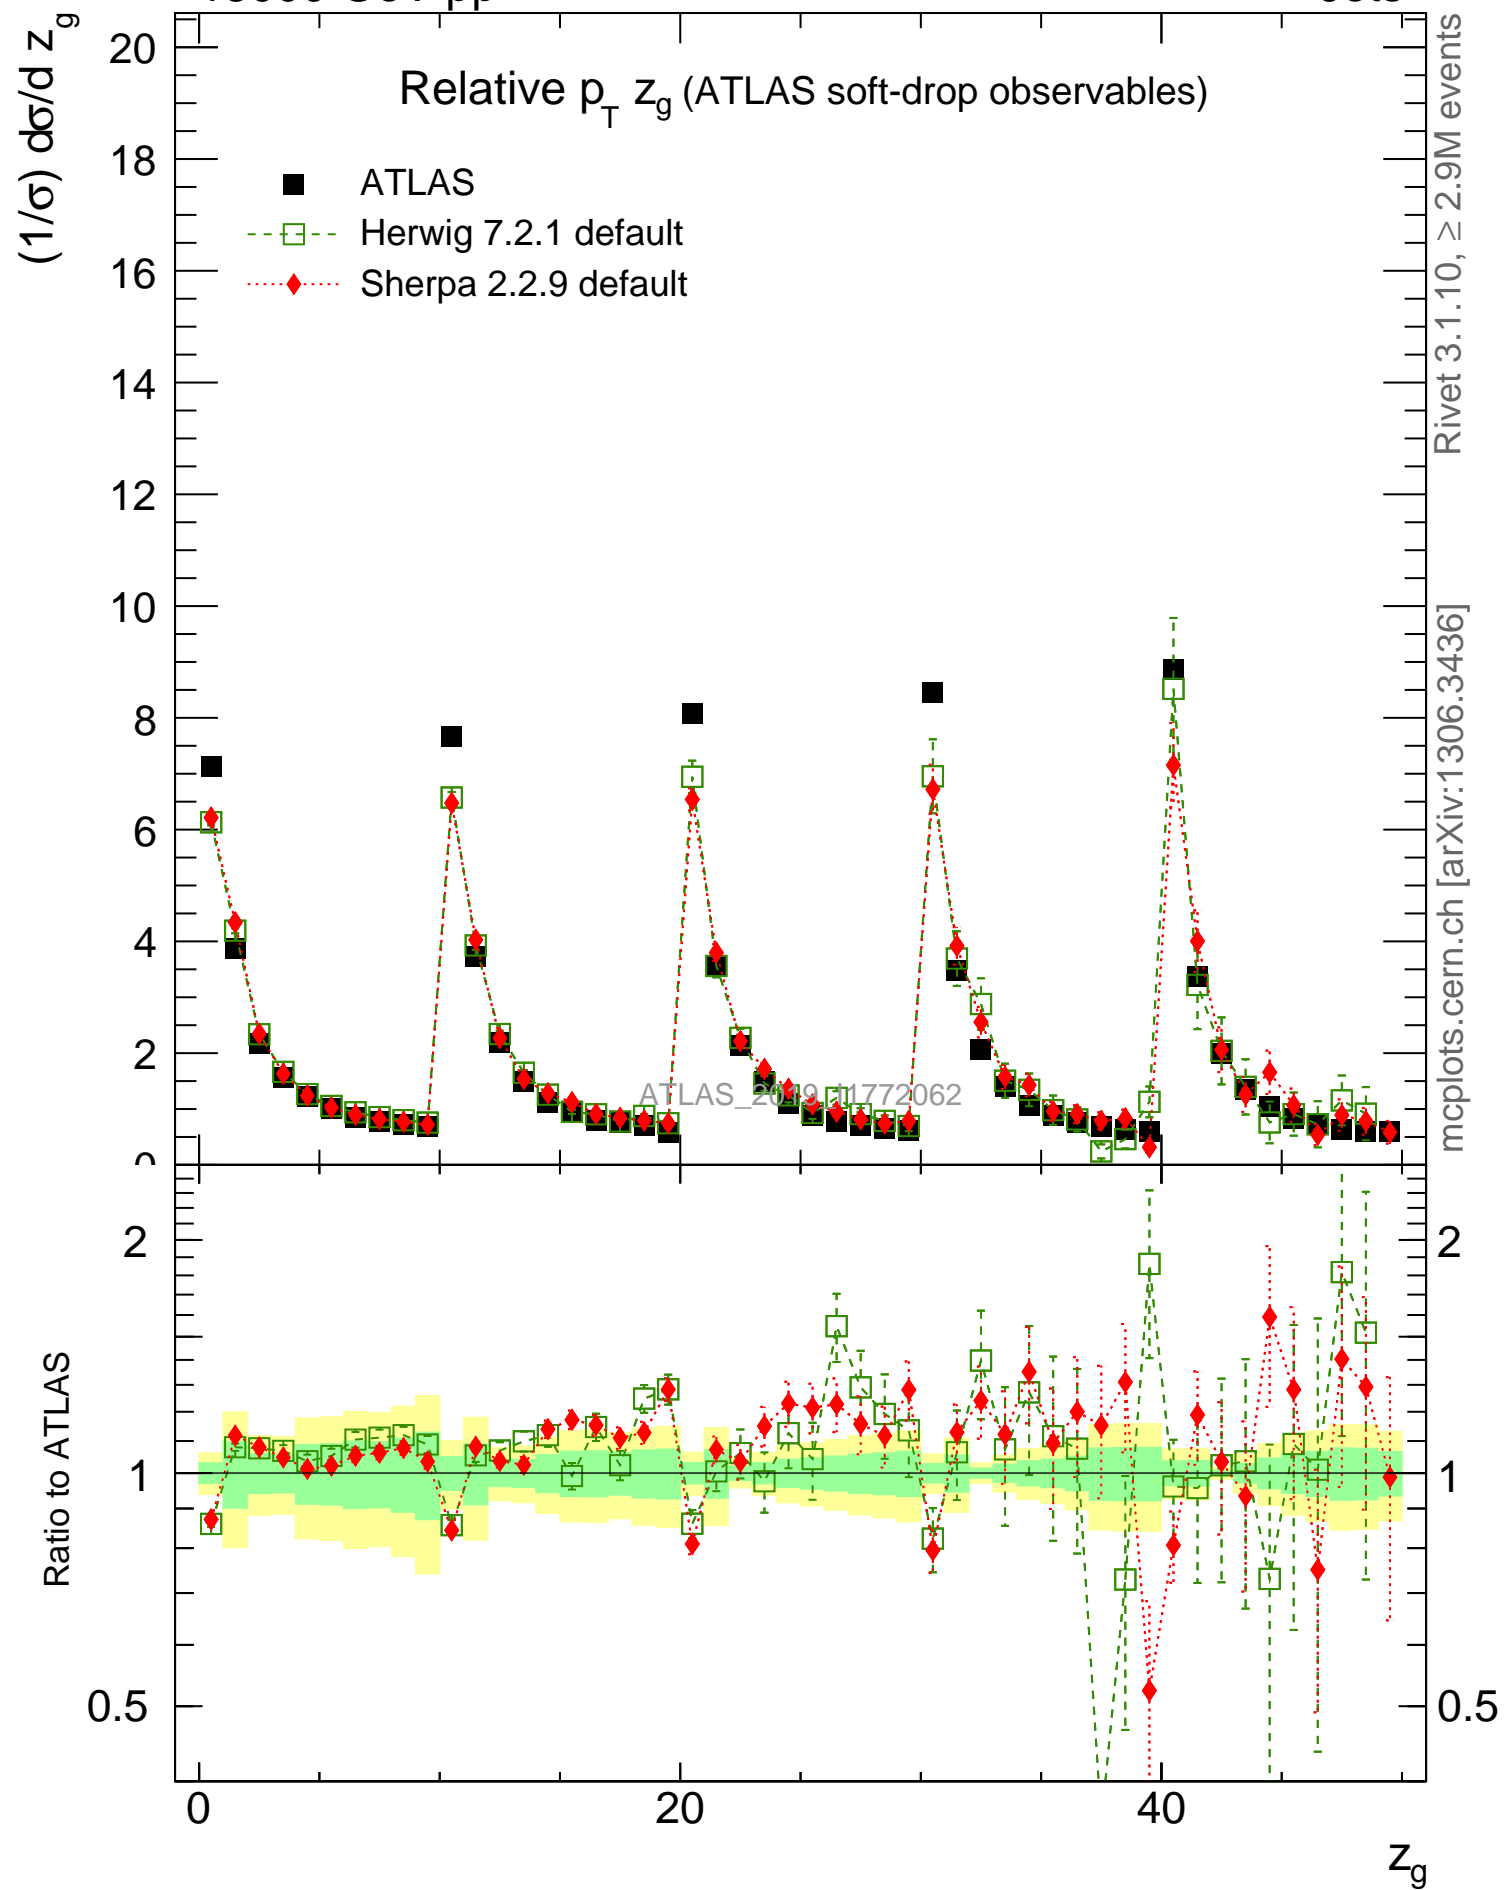 (1/σ) dσ/d z_g
Relative p_T z_g (ATLAS soft-drop observables)
ATLAS
Herwig 7.2.1 default
Sherpa 2.2.9 default
20
18
16
14
12
10
8
6
4
2
0
ATLAS_2019_I1772062
Rivet 3.1.10, ≥ 2.9M events
mcplots.cern.ch [arXiv:1306.3436]
Ratio to ATLAS
2
1
0.5
2
1
0.5
0
20
40
z_g